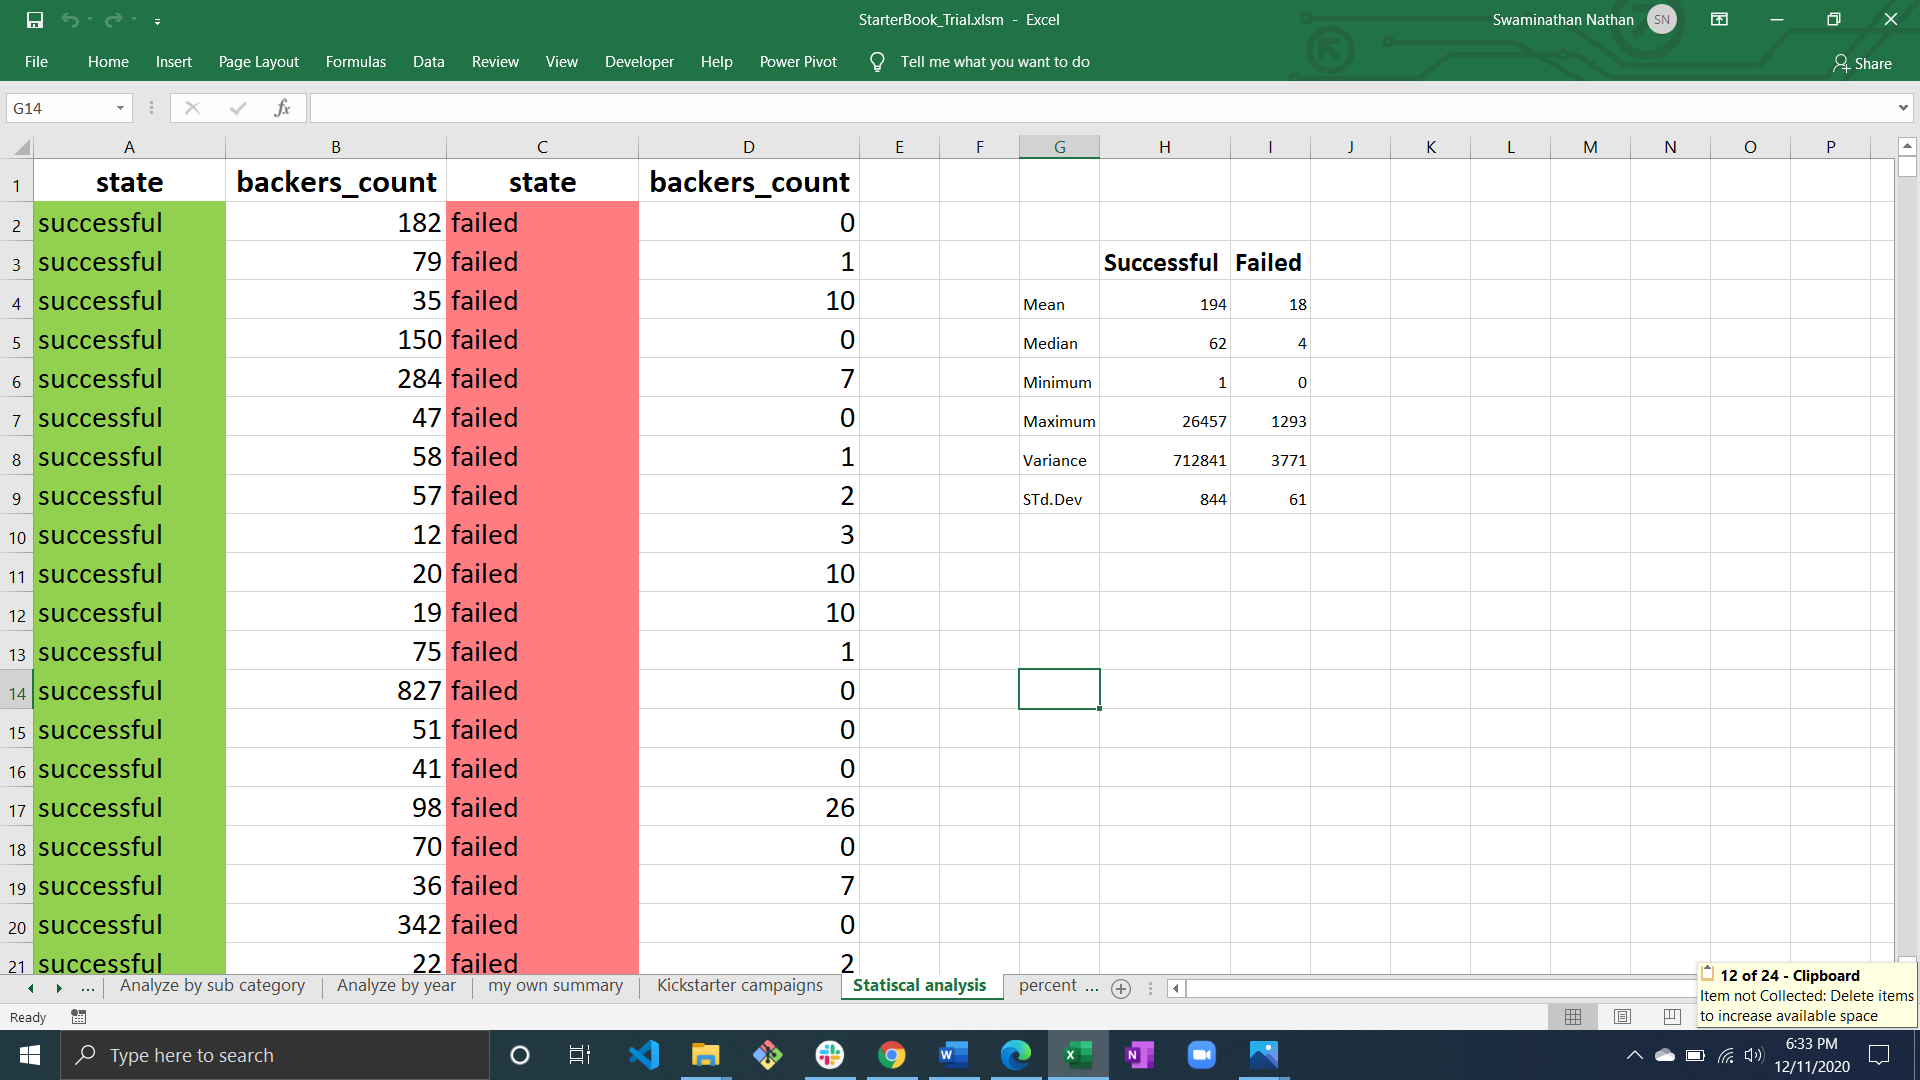 StarterBook_Trial.xlsm - Excel
Swaminathan Nathan SN
File Home Insert Page Layout Formulas Data Review View Developer Help Power Pivot Tell me what you want to do Share
G14 fx
A B C D E F G H I J K L M N O P
1 state backers_count state backers_count
2 successful 182 failed 0
3 successful 79 failed 1 Successful Failed
4 successful 35 failed 10 Mean 194 18
5 successful 150 failed 0 Median 62 4
6 successful 284 failed 7 Minimum 1 0
7 successful 47 failed 0 Maximum 26457 1293
8 successful 58 failed 1 Variance 712841 3771
9 successful 57 failed 2 STd.Dev 844 61
10 successful 12 failed 3
11 successful 20 failed 10
12 successful 19 failed 10
13 successful 75 failed 1
14 successful 827 failed 0
15 successful 51 failed 0
16 successful 41 failed 0
17 successful 98 failed 26
18 successful 70 failed 0
19 successful 36 failed 7
20 successful 342 failed 0
21 successful 22 failed 2
... Analyze by sub category Analyze by year my own summary Kickstarter campaigns Statiscal analysis percent ...
12 of 24 - Clipboard
Item not Collected: Delete items
to increase available space
Ready
Type here to search
6:33 PM
12/11/2020